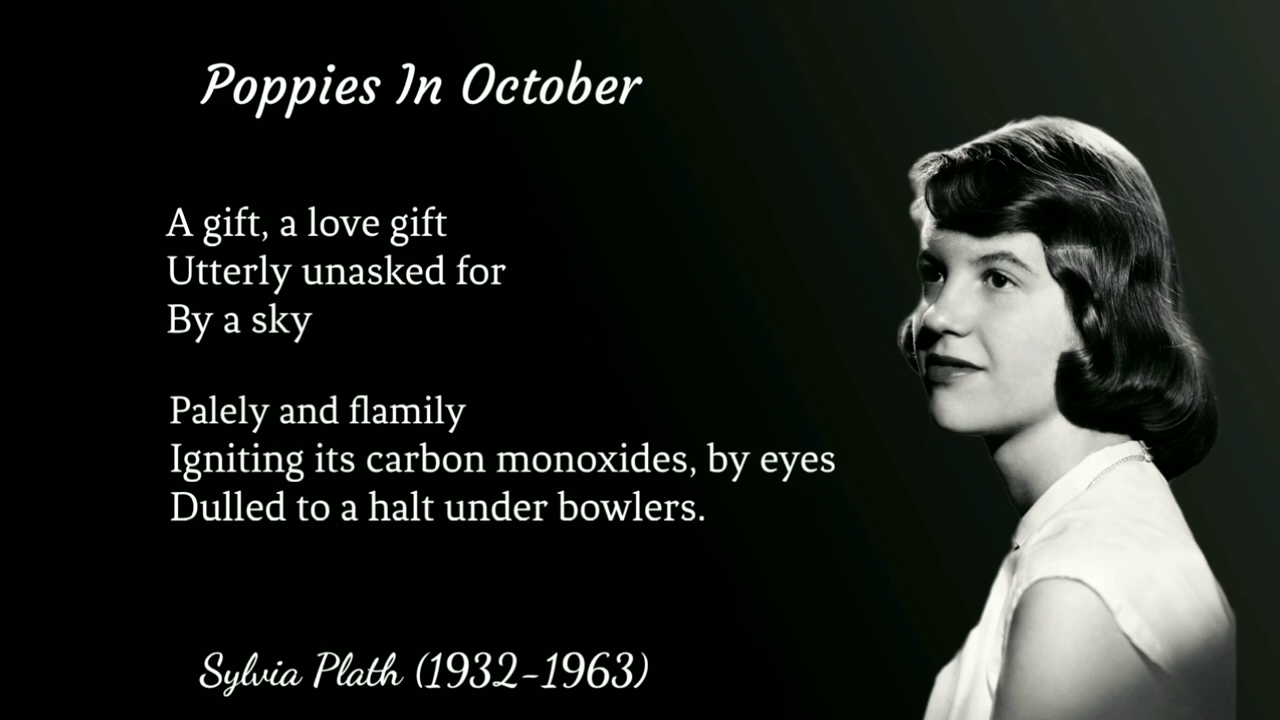 Poppies In October
A gift, a love gift
Utterly unasked for
By a sky
Palely and flamily
Igniting its carbon monoxides, by eyes
Dulled to a halt under bowlers.
Sylvia Plath (1932-1963)